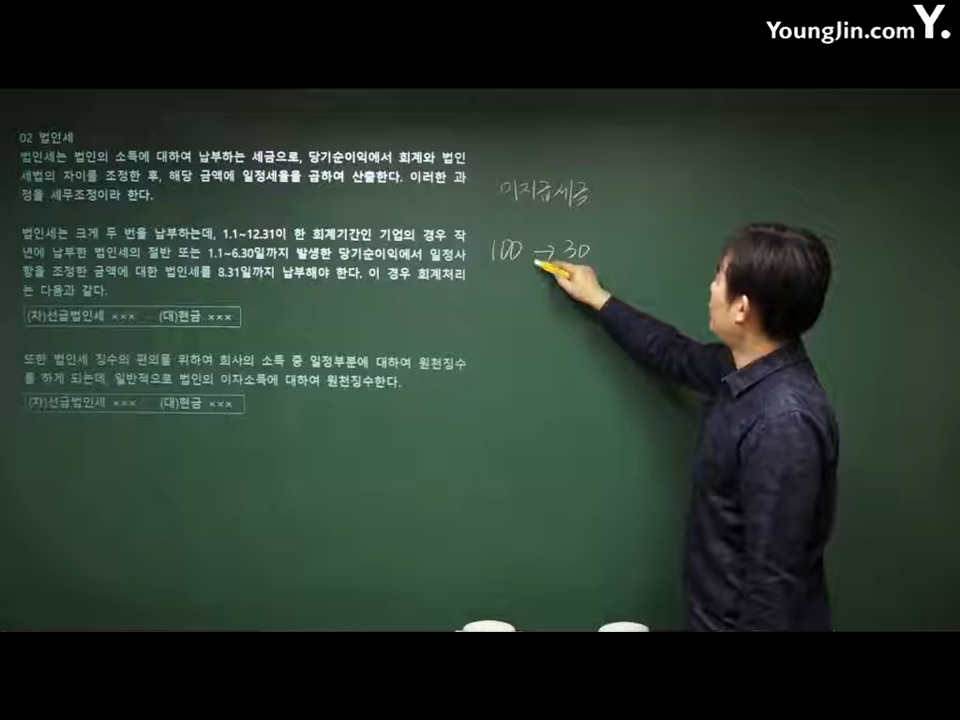 YoungJin.com Y.
02 법인세
법인세는 법인의 소득에 대하여 납부하는 세금으로, 당기순이익에서 회계와 법인
세법의 차이를 조정한 후, 해당 금액에 일정세율을 곱하여 산출한다. 이러한 과
정을 세무조정이라 한다.
법인세는 크게 두 번을 납부하는데, 1.1~12.31이 한 회계기간인 기업의 경우 작
년에 납부한 법인세의 절반 또는 1.1~6.30일까지 발생한 당기순이익에서 일정사
항을 조정한 금액에 대한 법인세를 8.31일까지 납부해야 한다. 이 경우 회계처리
는 다음과 같다.
(차)선급법인세 ××× (대)현금 ×××
또한 법인세 징수의 편의를 위하여 회사의 소득 중 일정부분에 대하여 원천징수
를 하게 되는데, 일반적으로 법인의 이자소득에 대하여 원천징수한다.
(차)선급법인세 ××× (대)현금 ×××
미지급세금
100 → 30